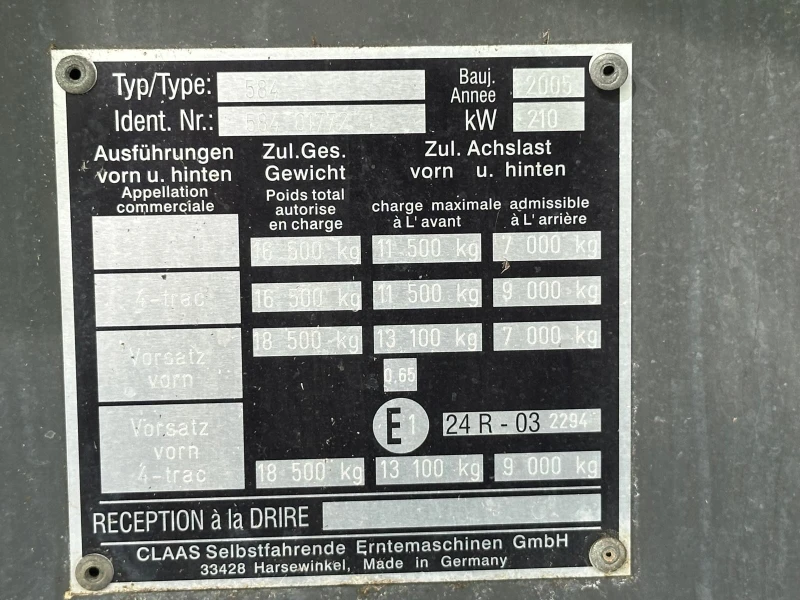 Typ/Type: 584
Bauj. Annee 2005
Ident. Nr.:
kW 210
Ausführungen vorn u. hinten
Appellation commerciale
Zul.Ges. Gewicht
Poids total autorise en charge
Zul. Achslast vorn u. hinten
charge maximale admissible
à L' avant à L' arrière
16 500 kg 11 500 kg 7 000 kg
4-trac 16 500 kg 11 500 kg 9 000 kg
Vorsatz vorn 18 500 kg 13 100 kg 7 000 kg
0.65
E 1 24 R - 03 2294
Vorsatz vorn 4-trac 18 500 kg 13 100 kg 9 000 kg
RECEPTION à la DRIRE
CLAAS Selbstfahrende Erntemaschinen GmbH
33428 Harsewinkel, Made in Germany